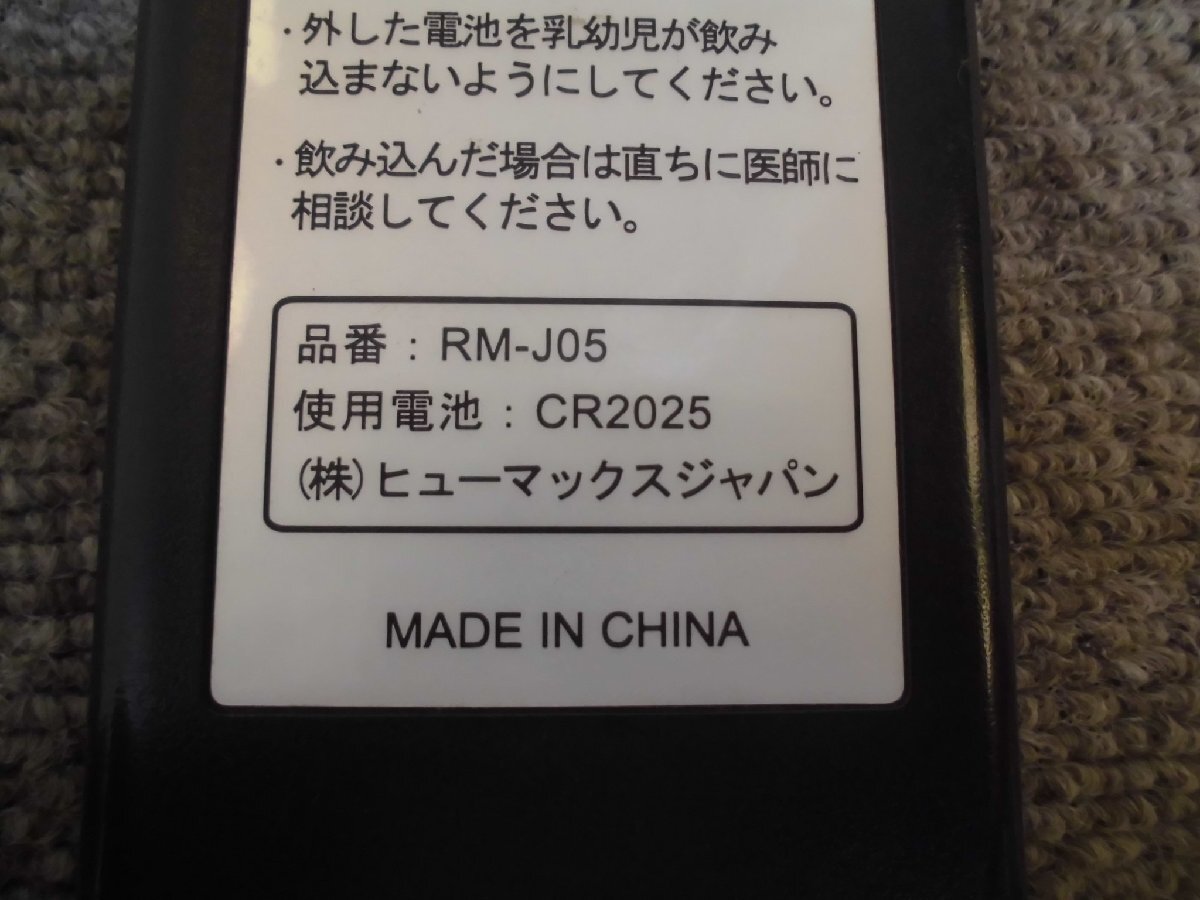 ・外した電池を乳幼児が飲み
込まないようにしてください。
・飲み込んだ場合は直ちに医師に
相談してください。
品番：RM-J05
使用電池：CR2025
(株)ヒューマックスジャパン
MADE IN CHINA